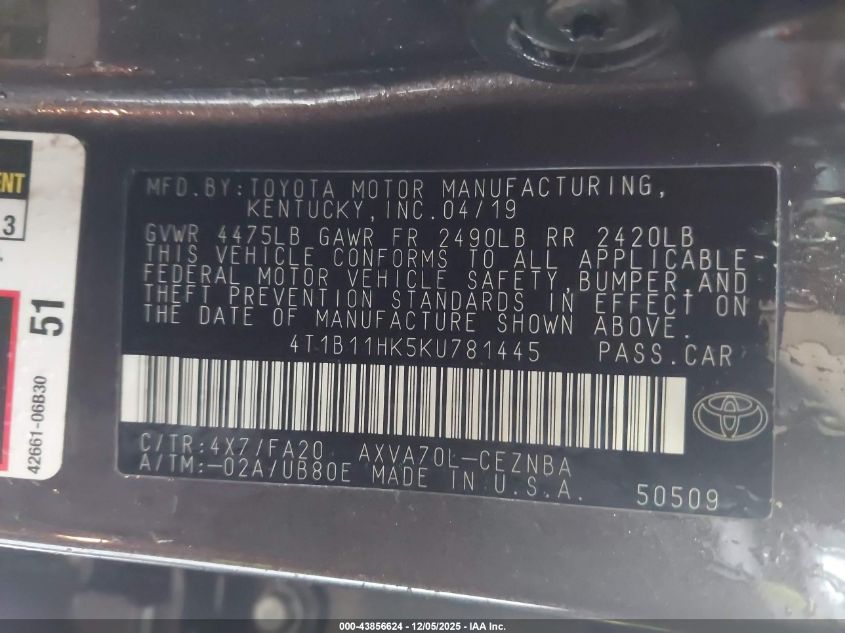 ENT
3
51
42661-06B30
MFD.BY:TOYOTA MOTOR MANUFACTURING,
KENTUCKY,INC.04/19
GVWR 4475LB GAWR FR 2490LB RR 2420LB
THIS VEHICLE CONFORMS TO ALL APPLICABLE
FEDERAL MOTOR VEHICLE SAFETY,BUMPER,AND
THEFT PREVENTION STANDARDS IN EFFECT ON
THE DATE OF MANUFACTURE SHOWN ABOVE.
4T1B11HK5KU781445 PASS.CAR
C/TR:4X7/FA20 AXVA70L-CEZNBA
A/TM:-02A/UB80E MADE IN U.S.A.
50509
000-43856624 - 12/05/2025 - IAA Inc.